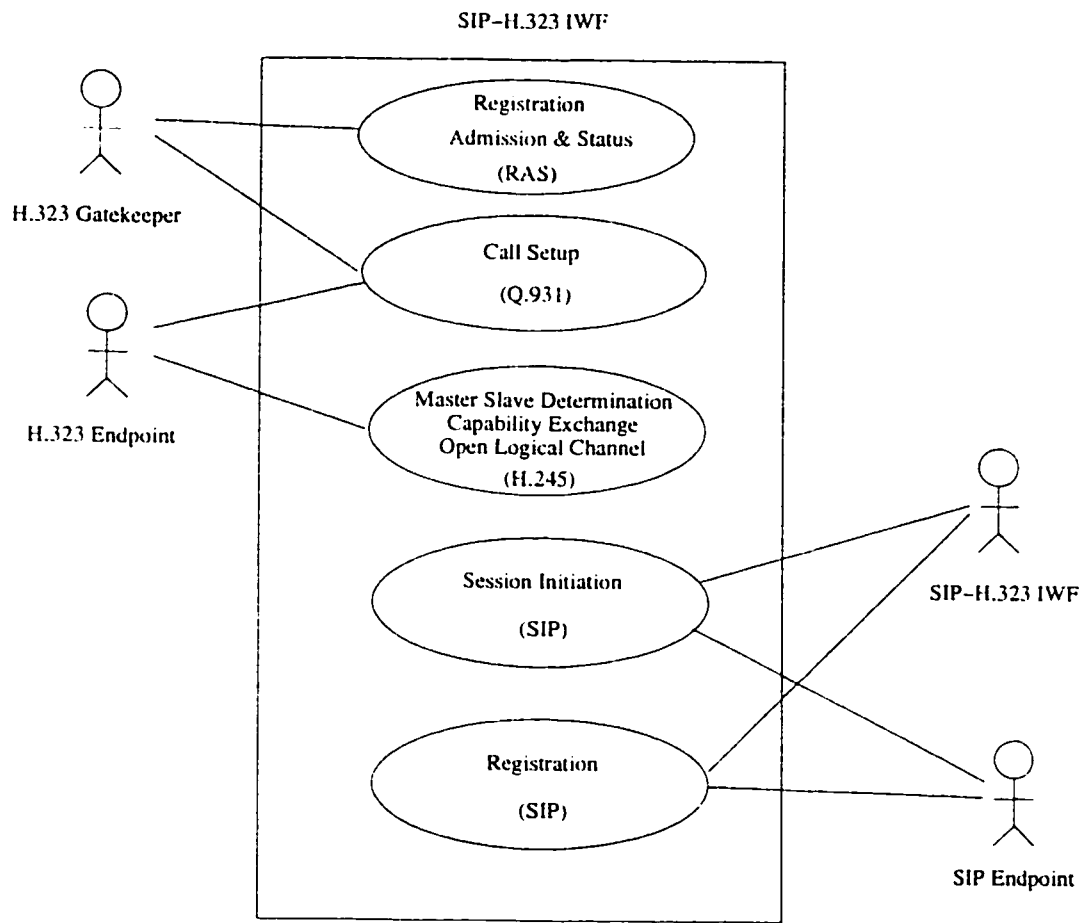 SIP-H.323 IWF
Registration
Admission & Status
(RAS)
H.323 Gatekeeper
Call Setup
(Q.931)
H.323 Endpoint
Master Slave Determination
Capability Exchange
Open Logical Channel
(H.245)
Session Initiation
(SIP)
SIP-H.323 IWF
Registration
(SIP)
SIP Endpoint